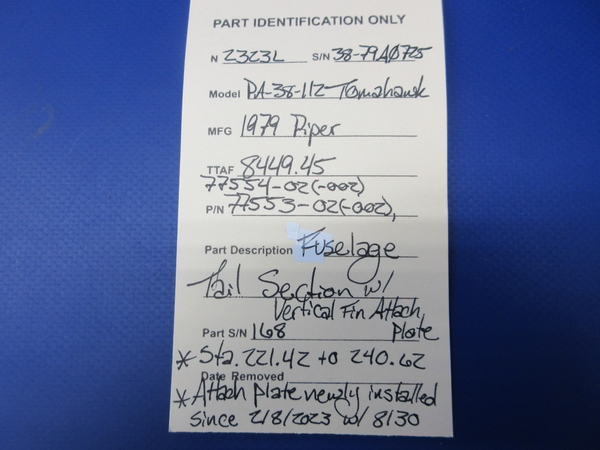 PART IDENTIFICATION ONLY
N 2323L S/N 38-79A0725
Model PA-38-112 Tomahawk
MFG 1979 Piper
TTAF 8449.45
77554-02(-002)
P/N 77553-02(-002),
Part Description Fuselage
Tail Section w/
Vertical Fin Attach
Part S/N 168 Plate
* Sta. 221.42 to 240.62
Date Removed
* Attach plate newly installed
since 2/8/2023 w/ 8130